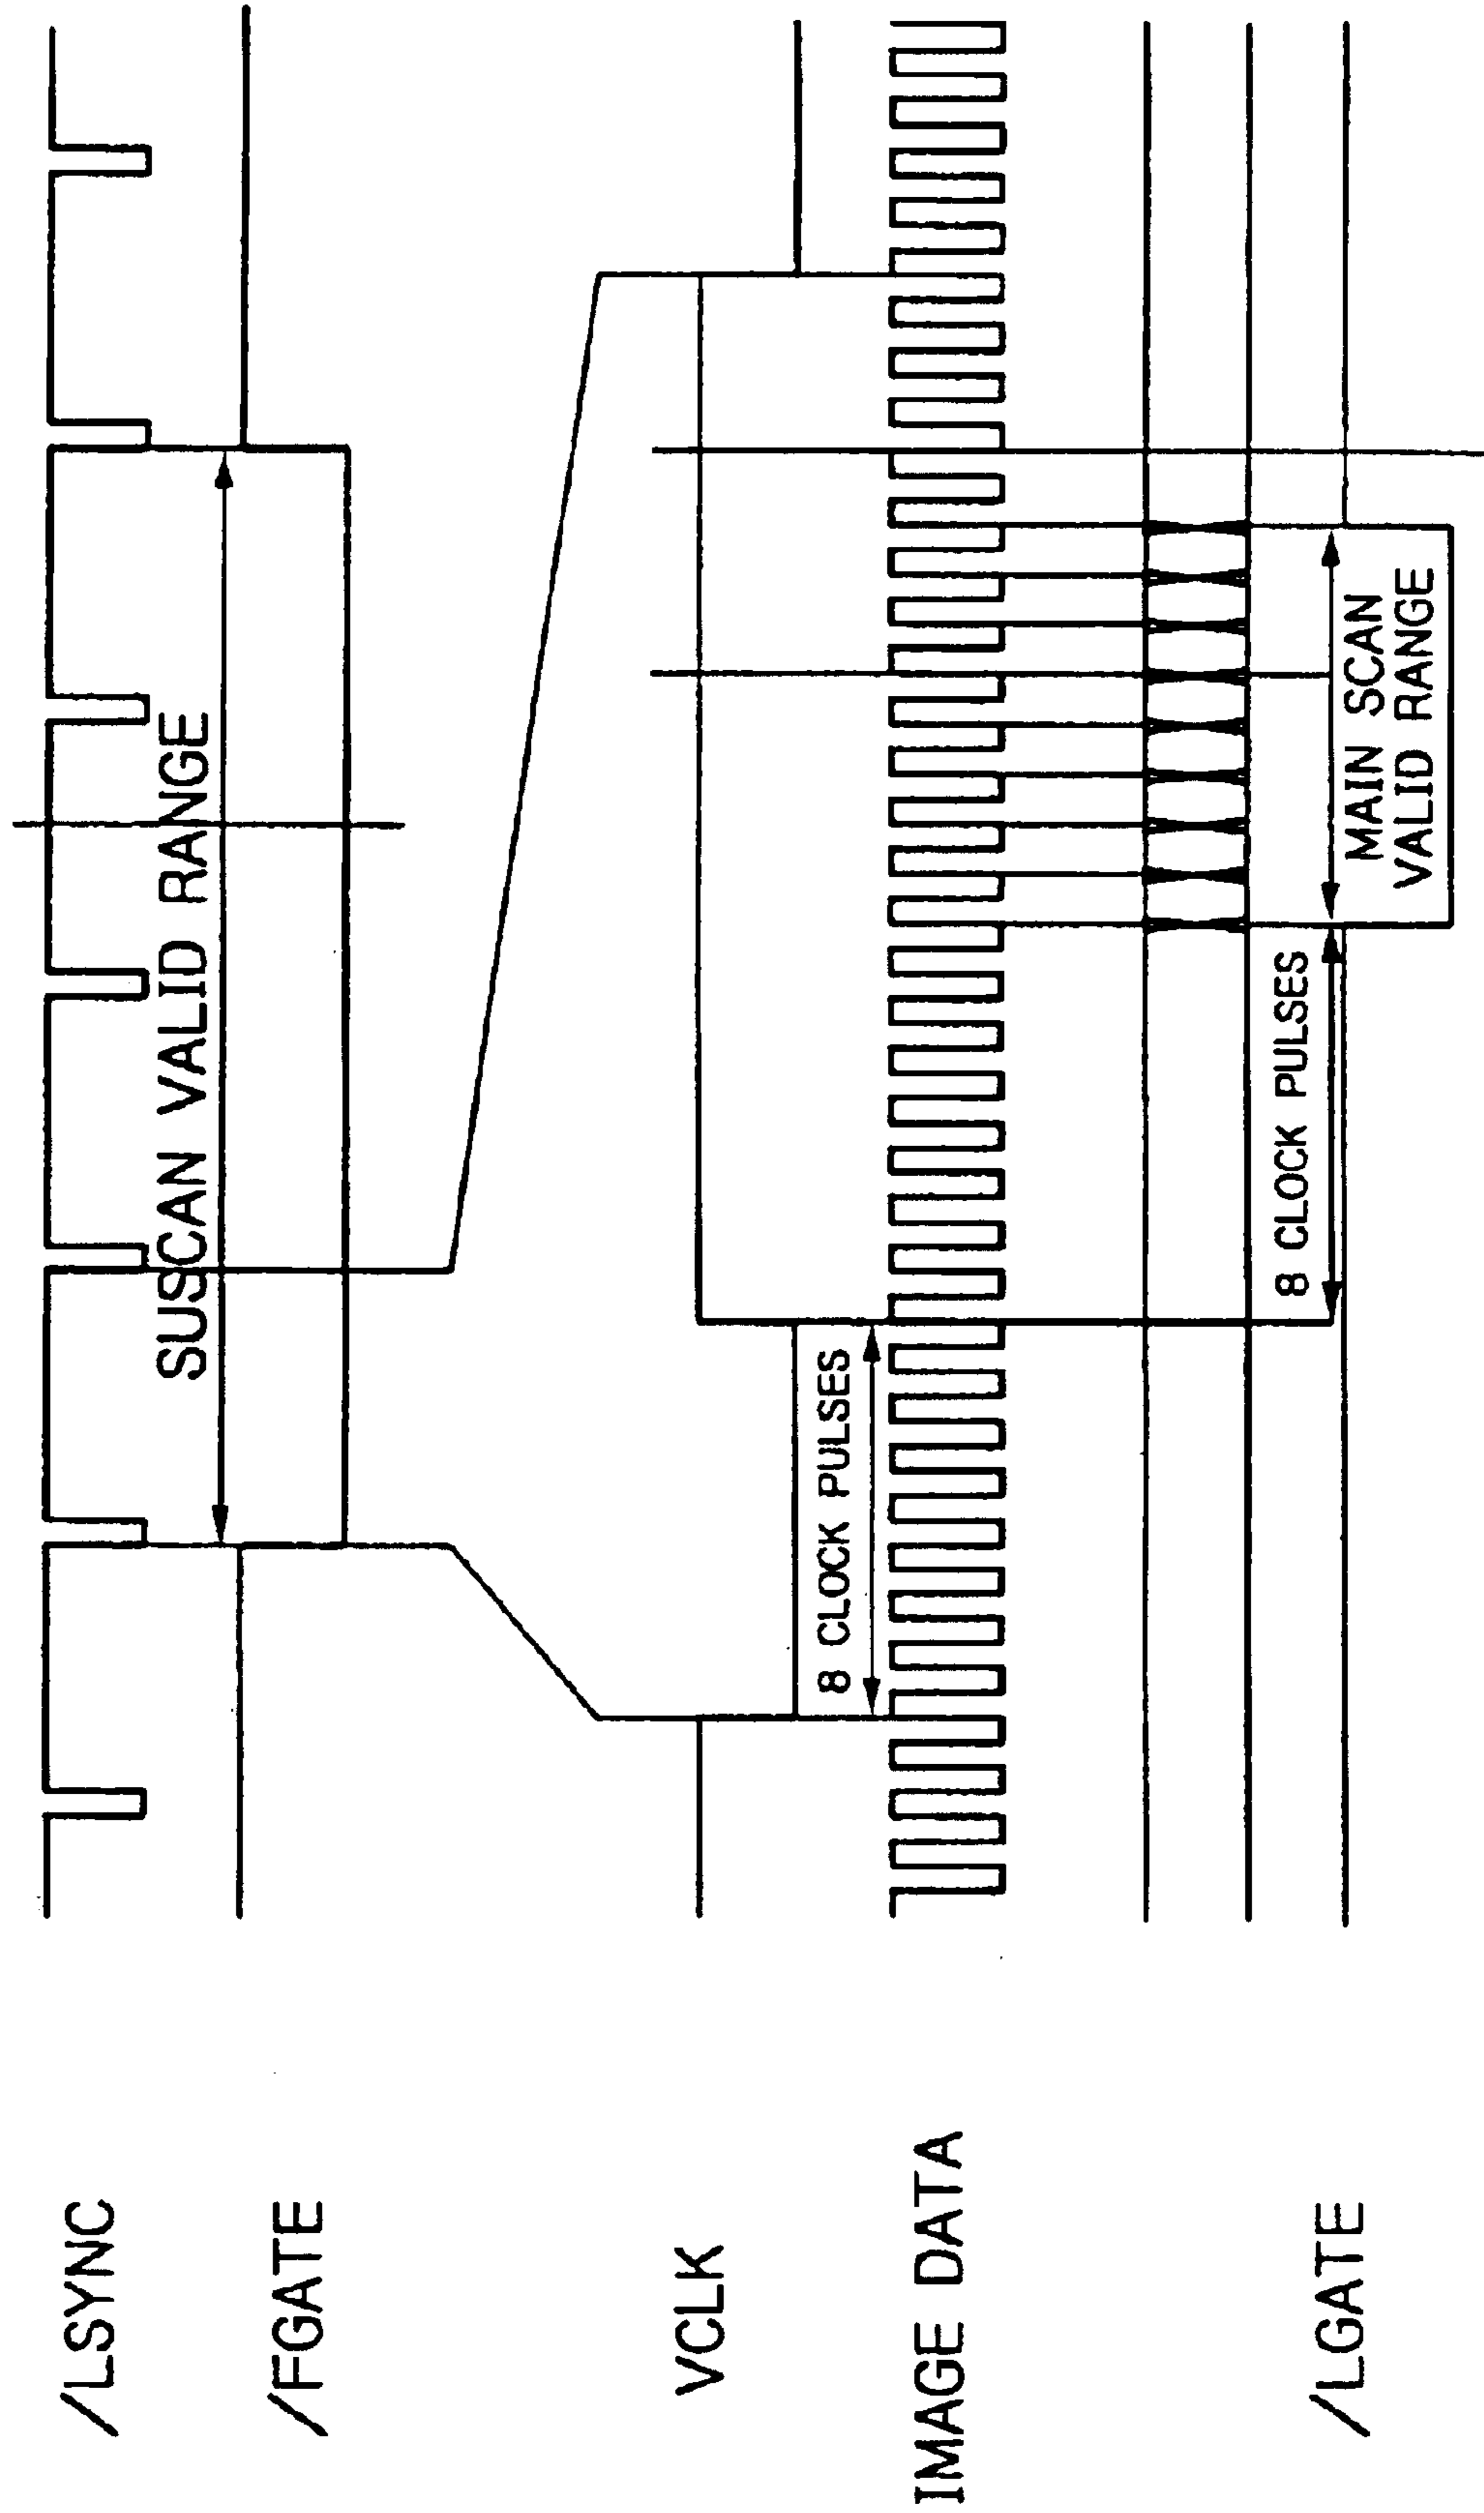 /LSYNC
SUSCAN VALID RANGE
/FGATE
VCLK
8 CLOCK PULSES
IMAGE DATA
8 CLOCK PULSES
MAIN SCAN
VALID RANGE
/LGATE